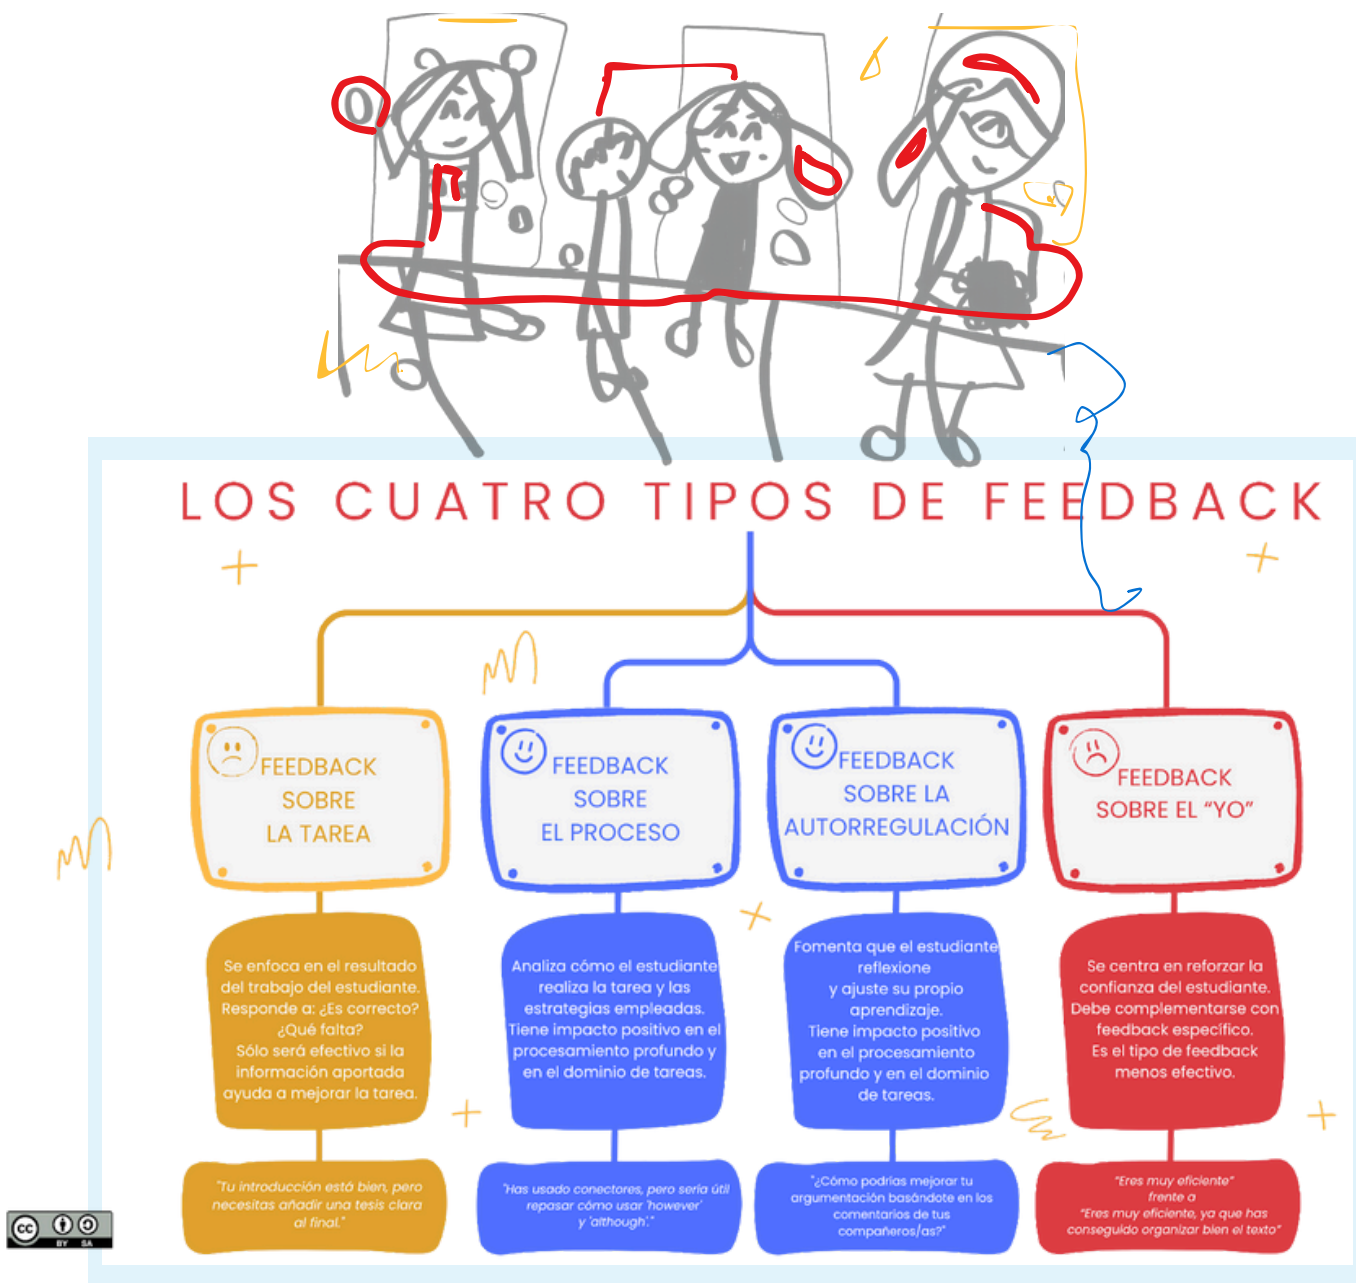 LOS CUATRO TIPOS DE FEEDBACK
FEEDBACK
SOBRE
LA TAREA
Se enfoca en el resultado
del trabajo del estudiante.
Responde a: ¿Es correcto?
¿Qué falta?
Sólo será efectivo si la
información aportada
ayuda a mejorar la tarea.
"Tu introducción está bien, pero
necesitas añadir una tesis clara
al final."
FEEDBACK
SOBRE
EL PROCESO
Analiza cómo el estudiante
realiza la tarea y las
estrategias empleadas.
Tiene impacto positivo en el
procesamiento profundo y
en el dominio de tareas.
"Has usado conectores, pero sería útil
repasar cómo usar 'however'
y 'although'."
FEEDBACK
SOBRE LA
AUTORREGULACIÓN
Fomenta que el estudiante
reflexione
y ajuste su propio
aprendizaje.
Tiene impacto positivo
en el procesamiento
profundo y en el dominio
de tareas.
"¿Cómo podrías mejorar tu
argumentación basándote en los
comentarios de tus
compañeros/as?"
FEEDBACK
SOBRE EL “YO”
Se centra en reforzar la
confianza del estudiante.
Debe complementarse con
feedback específico.
Es el tipo de feedback
menos efectivo.
“Eres muy eficiente”
frente a
“Eres muy eficiente, ya que has
conseguido organizar bien el texto”
cc
BY SA